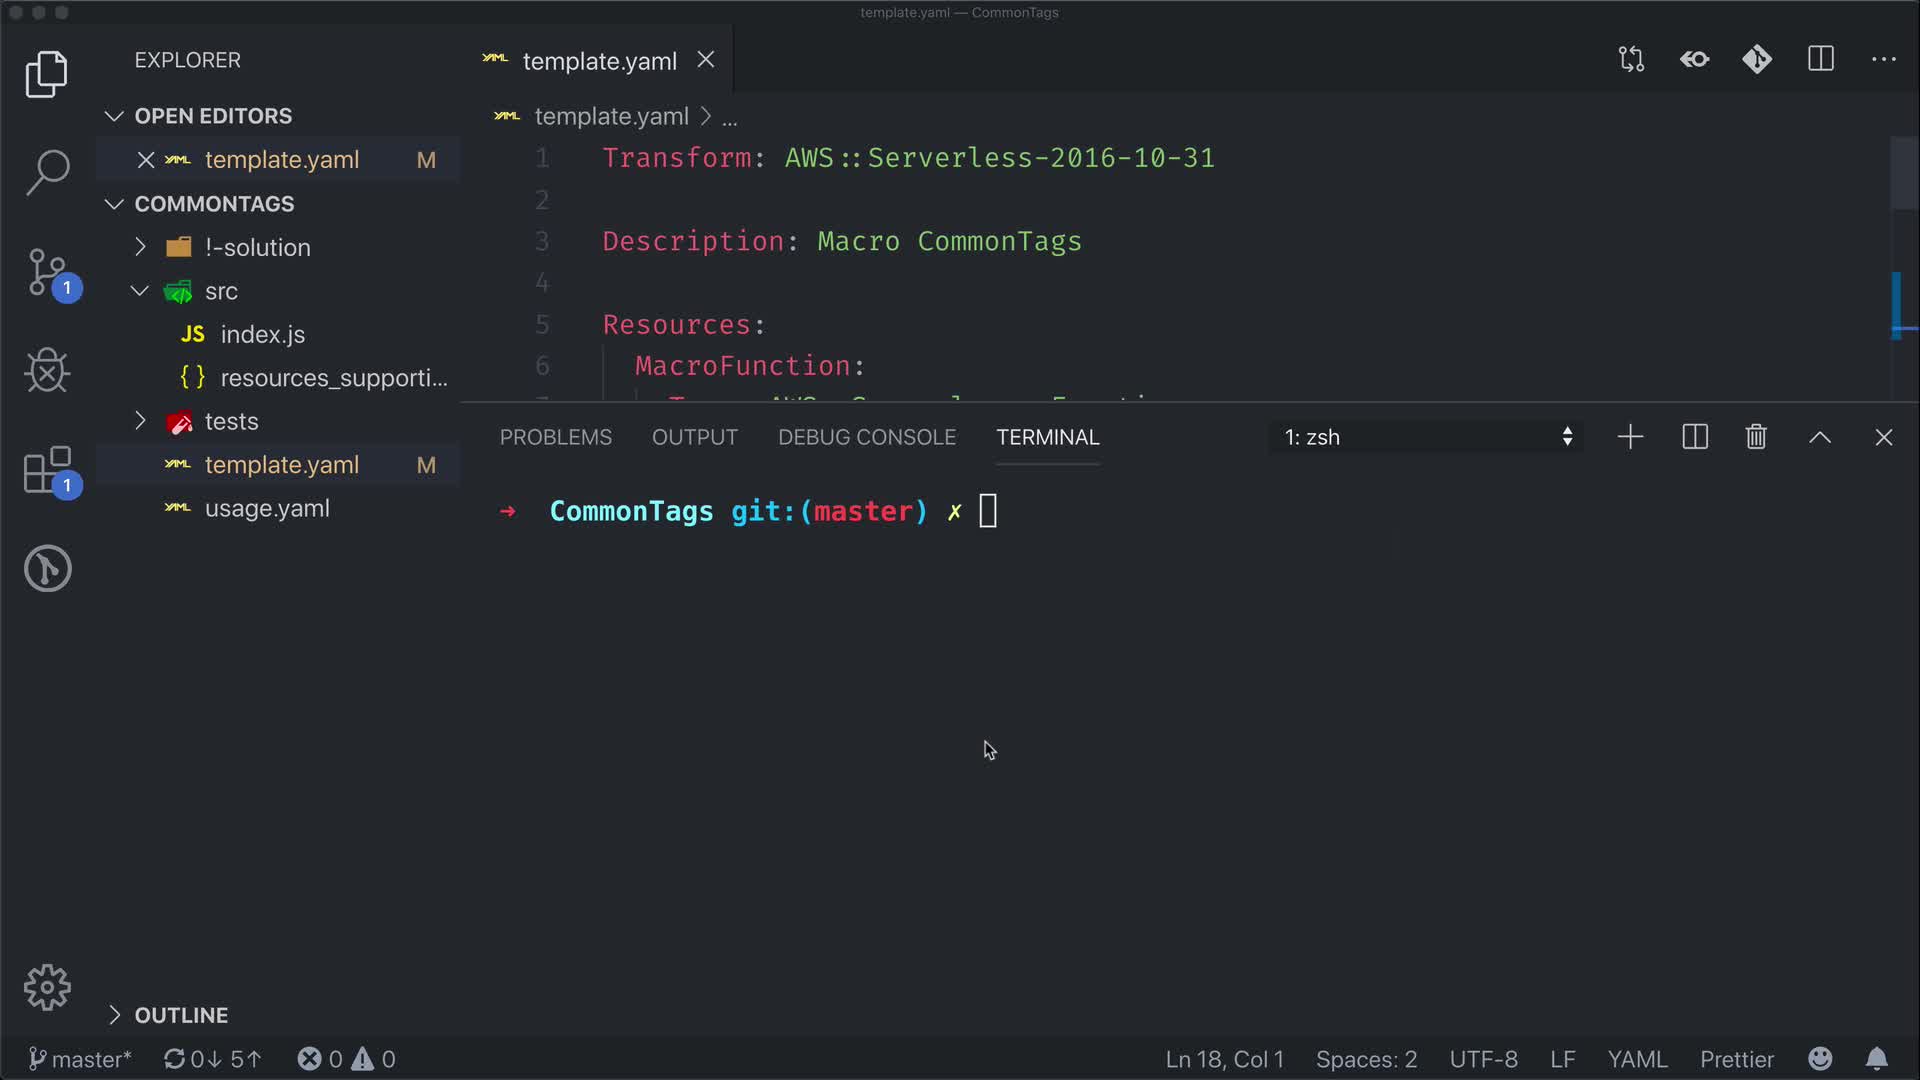 template.yaml — CommonTags
EXPLORER
OPEN EDITORS
template.yaml M
COMMONTAGS
!-solution
src
JS index.js
{ } resources_supporti...
tests
template.yaml M
usage.yaml
OUTLINE
1
1
template.yaml
template.yaml > ...
1 Transform: AWS::Serverless-2016-10-31
2
3 Description: Macro CommonTags
4
5 Resources:
6 MacroFunction:
PROBLEMS OUTPUT DEBUG CONSOLE TERMINAL 1: zsh
→ CommonTags git:(master) ✗
master* 0↓ 5↑ 0 0 Ln 18, Col 1 Spaces: 2 UTF-8 LF YAML Prettier